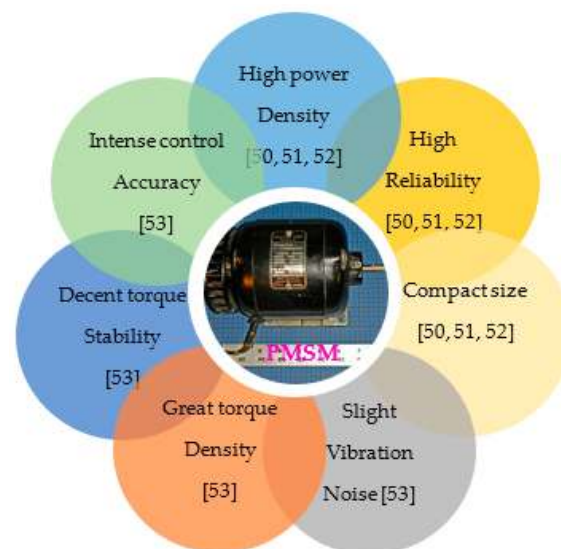 High power
Density
[50, 51, 52]
High
Reliability
[50, 51, 52]
Compact size
[50, 51, 52]
Slight
Vibration
Noise [53]
Great torque
Density
[53]
Decent torque
Stability
[53]
Intense control
Accuracy
[53]
PMSM